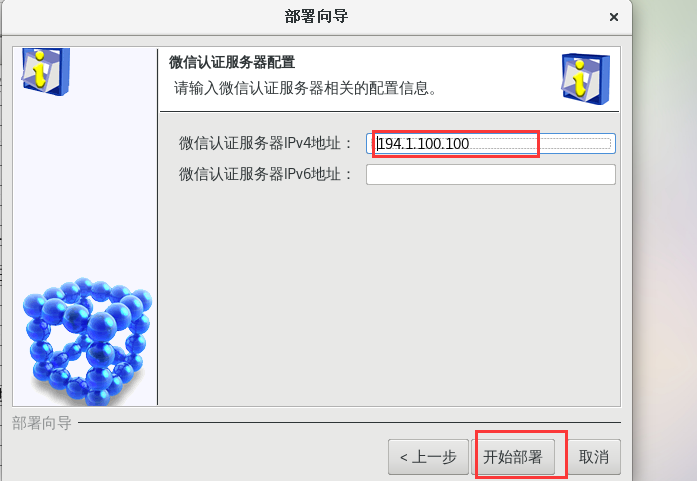 部署向导
微信认证服务器配置
请输入微信认证服务器相关的配置信息。
微信认证服务器IPv4地址： 194.1.100.100
微信认证服务器IPv6地址：
部署向导
< 上一步 开始部署 取消